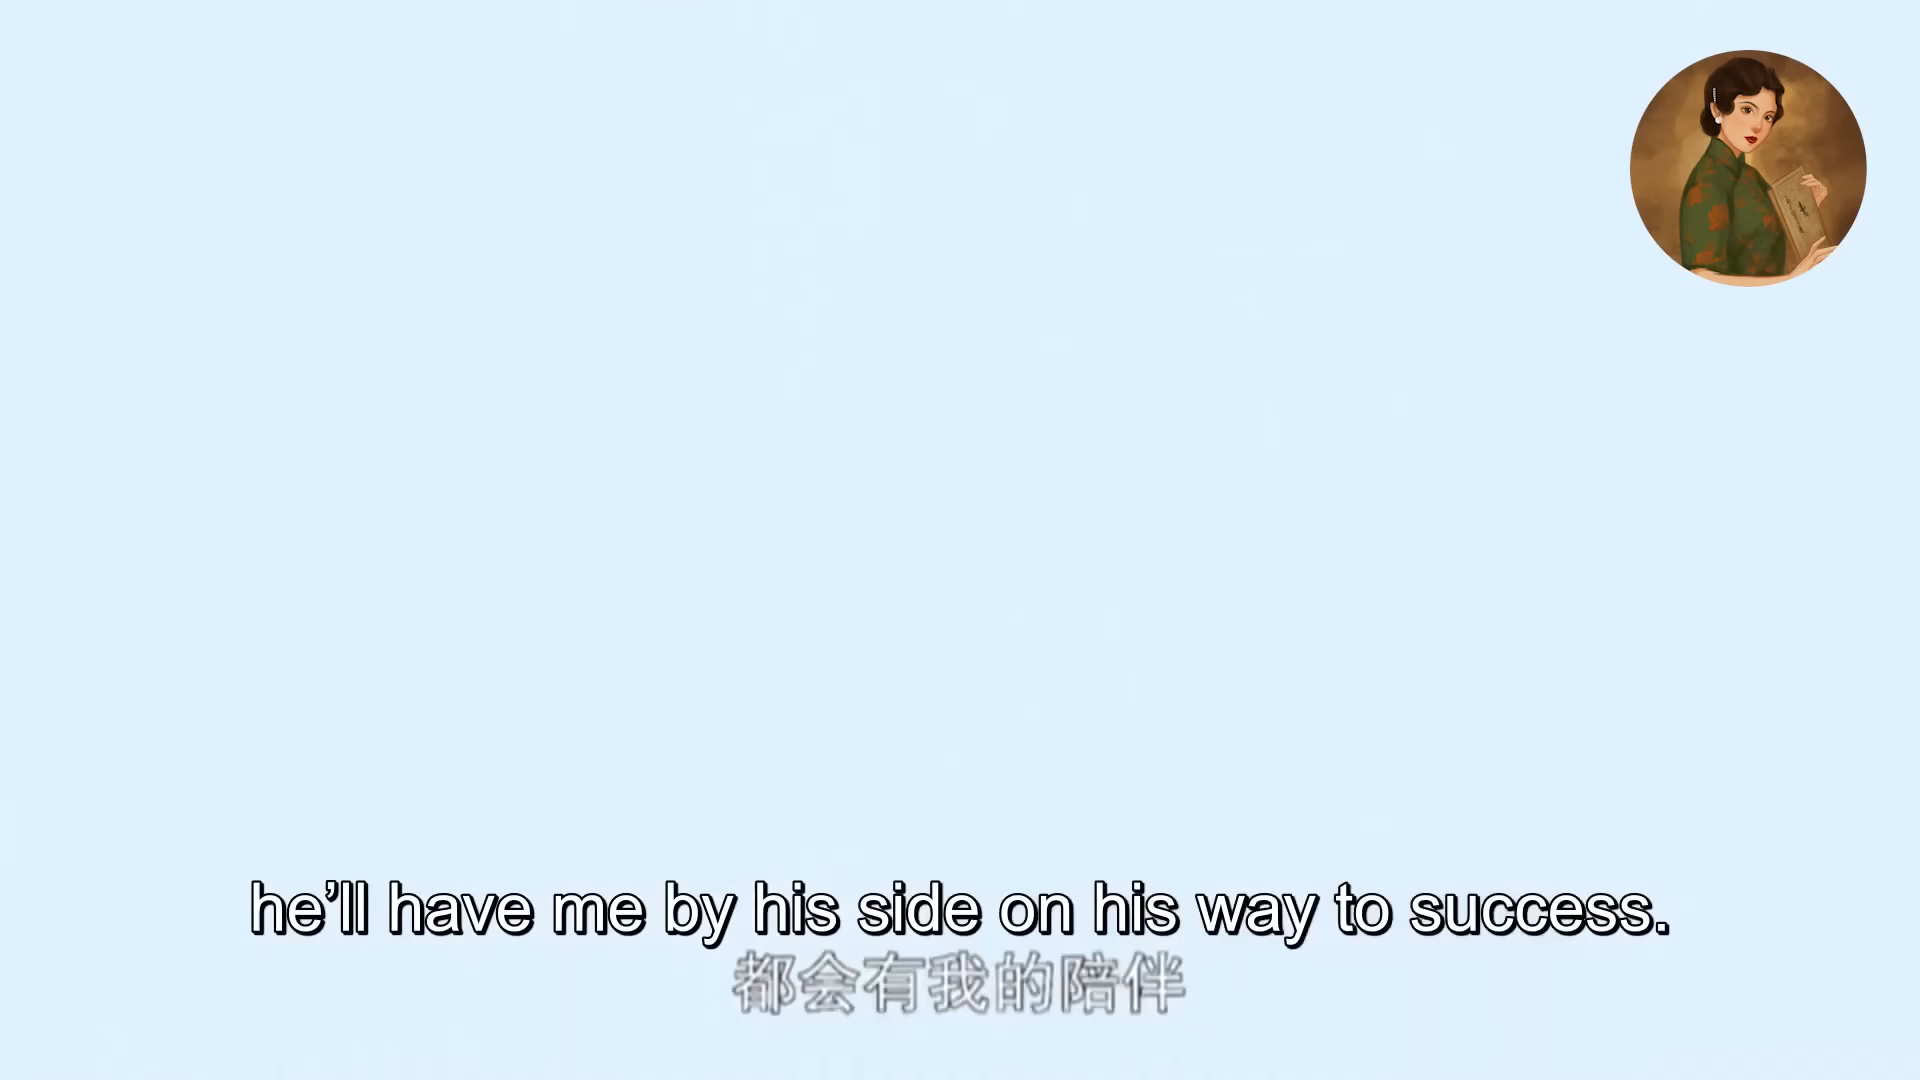 he’ll have me by his side on his way to success.
都会有我的陪伴